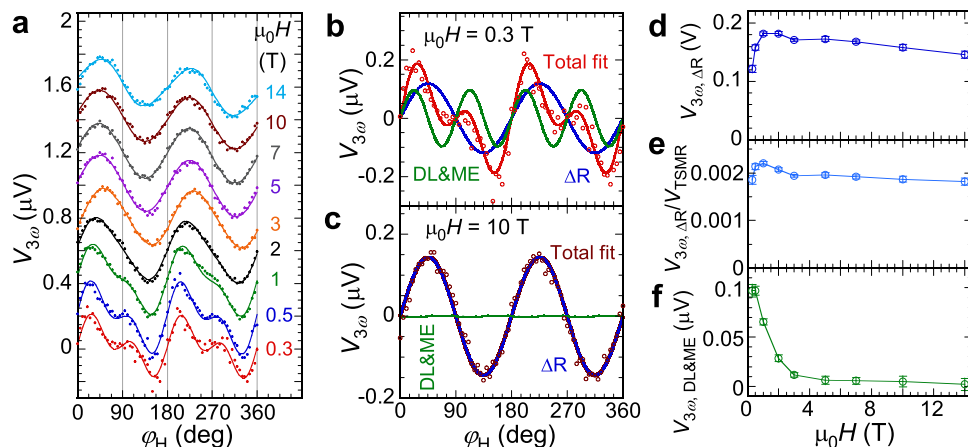 a
μ₀H
(T)
V3ω (μV)
1.6
1.2
0.8
0.4
0
14
10
7
5
3
2
1
0.5
0.3
0 90 180 270 360
φH (deg)
b
μ₀H = 0.3 T
Total fit
V3ω (μV)
0.2
0
-0.2
DL&ME
ΔR
c
μ₀H = 10 T
Total fit
V3ω (μV)
0.2
0
-0.2
DL&ME
ΔR
0 90 180 270 360
φH (deg)
d
V3ω, ΔR (V)
0.2
0.1
0
e
V3ω, ΔR/VTSMR
0.002
0.001
0
f
V3ω, DL&ME (μV)
0.1
0.05
0
0 4 8 12
μ₀H (T)